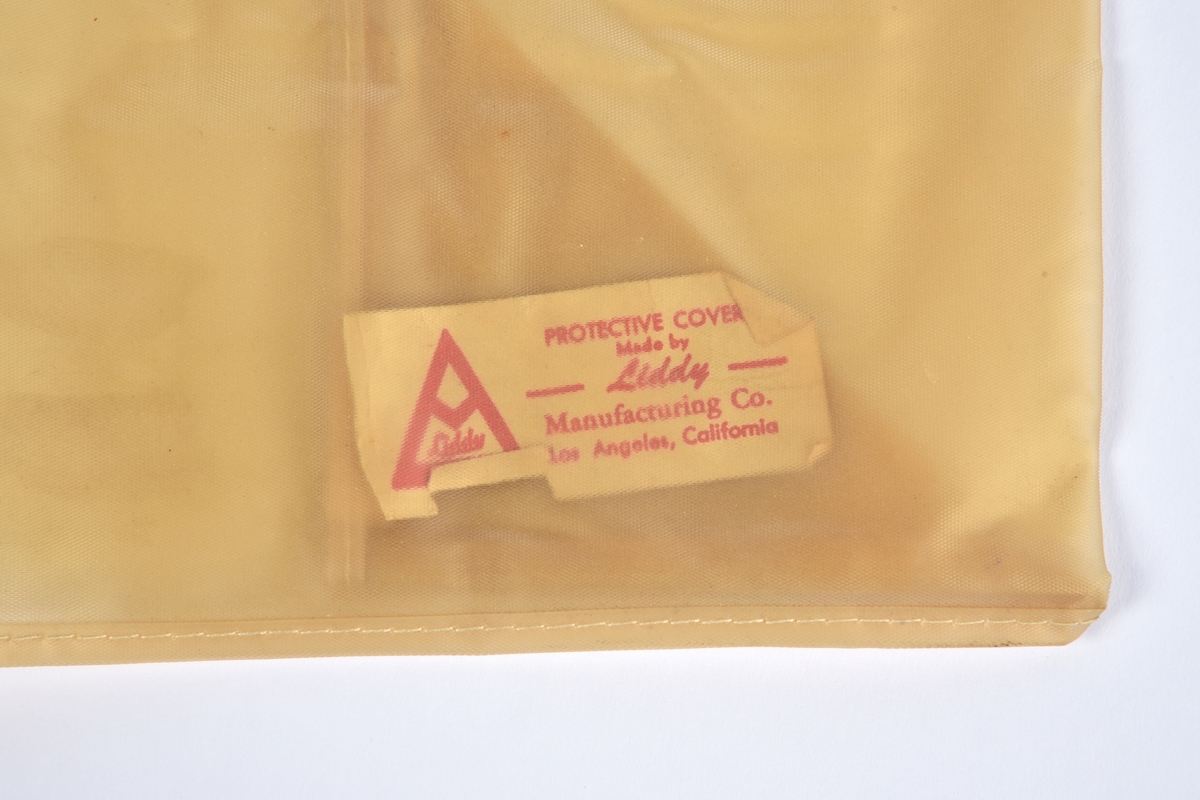 Liddy
PROTECTIVE COVER
Made by
Liddy
Manufacturing Co.
Los Angeles, California